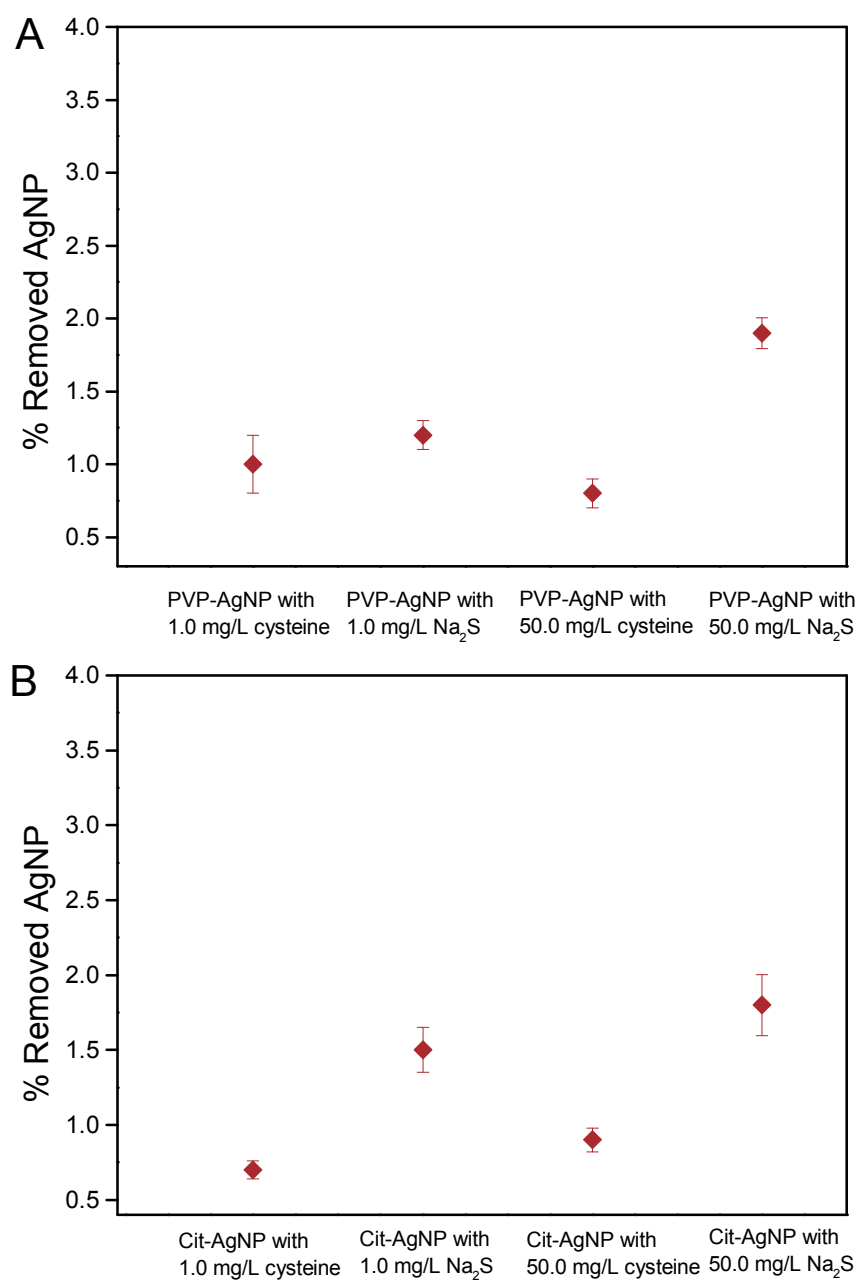 A
% Removed AgNP
4.0
3.5
3.0
2.5
2.0
1.5
1.0
0.5
PVP-AgNP with
1.0 mg/L cysteine
PVP-AgNP with
1.0 mg/L Na₂S
PVP-AgNP with
50.0 mg/L cysteine
PVP-AgNP with
50.0 mg/L Na₂S
B
% Removed AgNP
4.0
3.5
3.0
2.5
2.0
1.5
1.0
0.5
Cit-AgNP with
1.0 mg/L cysteine
Cit-AgNP with
1.0 mg/L Na₂S
Cit-AgNP with
50.0 mg/L cysteine
Cit-AgNP with
50.0 mg/L Na₂S